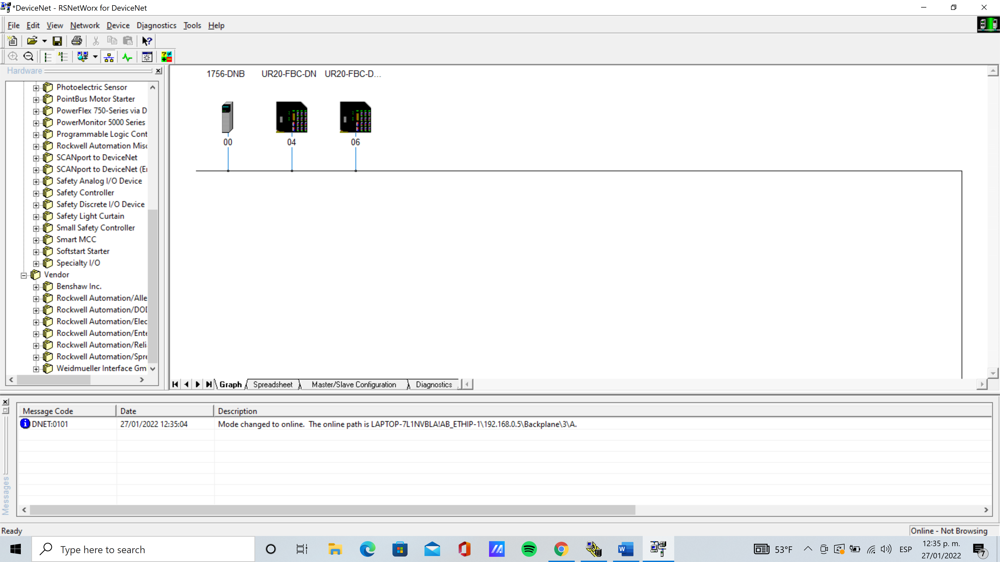 *DeviceNet - RSNetWorx for DeviceNet
File Edit View Network Device Diagnostics Tools Help
Hardware
Photoelectric Sensor
PointBus Motor Starter
PowerFlex 750-Series via D
PowerMonitor 5000 Series
Programmable Logic Cont
Rockwell Automation Misc
SCANport to DeviceNet
SCANport to DeviceNet (Er
Safety Analog I/O Device
Safety Controller
Safety Discrete I/O Device
Safety Light Curtain
Small Safety Controller
Smart MCC
Softstart Starter
Specialty I/O
Vendor
Benshaw Inc.
Rockwell Automation/Alle
Rockwell Automation/DOD
Rockwell Automation/Elec
Rockwell Automation/Ente
Rockwell Automation/Reli
Rockwell Automation/Spre
Weidmueller Interface Gm
1756-DNB UR20-FBC-DN UR20-FBC-D...
00 04 06
Graph Spreadsheet Master/Slave Configuration Diagnostics
Messages
Message Code Date Description
DNET:0101 27/01/2022 12:35:04 Mode changed to online. The online path is LAPTOP-7L1NVBLA!AB_ETHIP-1\192.168.0.5\Backplane\3\A.
Ready
Online - Not Browsing
Type here to search
53°F
ESP
12:35 p. m.
27/01/2022
7